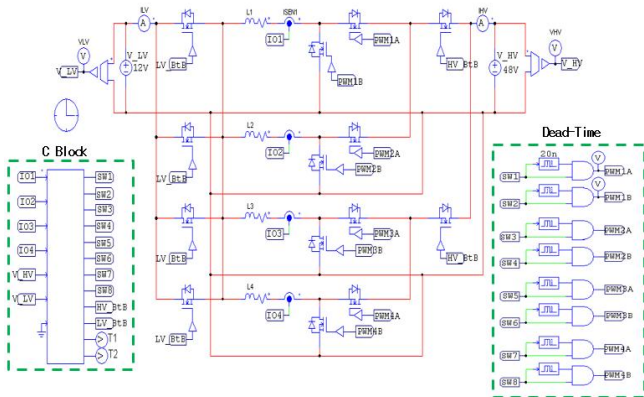 ILV
L1
ISEN1
IHV
VLV
V
A
IO1
PWM1A
A
VHV
V
V_LV
V_LV
12V
LV_BtB
PWM1B
HV_BtB
V_HV
48V
V_HV
L2
IO2
PWM2A
PWM2B
LV_BtB
C Block
Dead-Time
IO1
IO2
IO3
IO4
V_HV
V_LV
SW1
SW2
SW3
SW4
SW5
SW6
SW7
SW8
HV_BtB
LV_BtB
T1
T2
L3
IO3
PWM3A
PWM3B
LV_BtB
HV_BtB
L4
IO4
PWM4A
PWM4B
LV_BtB
20n
V
SW1
PWM1A
V
SW2
PWM1B
SW3
PWM2A
SW4
PWM2B
SW5
PWM3A
SW6
PWM3B
SW7
PWM4A
SW8
PWM4B